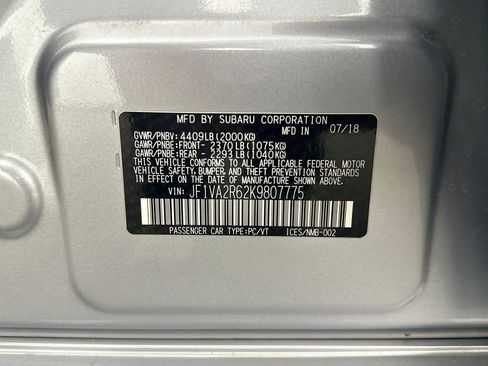 MFD BY SUBARU CORPORATION
MFD IN 07/18
GVWR/PNBV: 4409LB(2000KG)
GAWR/PNBE:FRONT- 2370LB(1075KG)
GAWR/PNBE:REAR - 2293LB(1040KG)
THIS VEHICLE CONFORMS TO ALL APPLICABLE FEDERAL MOTOR
VEHICLE SAFETY, BUMPER, AND THEFT PREVENTION STANDARDS
IN EFFECT ON THE DATE OF MANUFACTURE SHOWN ABOVE.
VIN: JF1VA2R62K9807775
PASSENGER CAR TYPE:PC/VT ICES/NMB-002